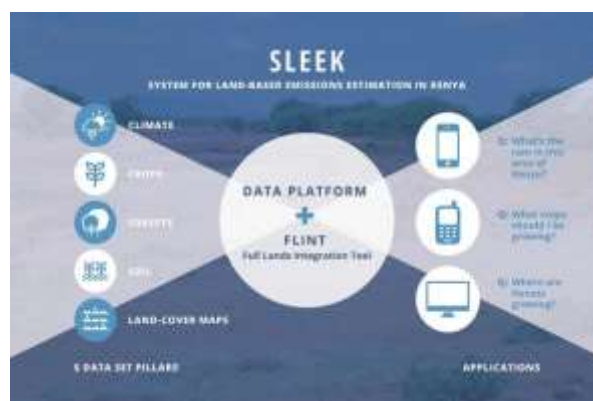 SLEEK
SYSTEM FOR LAND-BASED EMISSIONS ESTIMATION IN KENYA
CLIMATE
CROPS
FORESTS
SOIL
LAND-COVER MAPS
5 DATA SET PILLARS
DATA PLATFORM
+
FLINT
Full Lands Integration Tool
Q: What's the
rain in this
area of
Kenya?
Q: What crops
should I be
growing?
Q: Where are
forests
growing?
APPLICATIONS